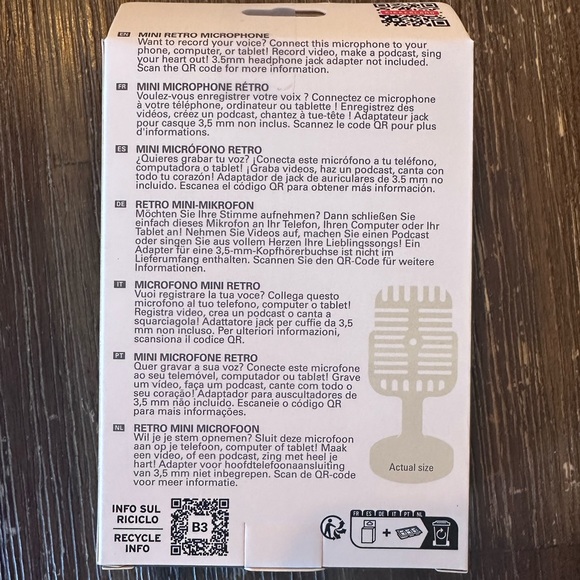 EN MINI RETRO MICROPHONE
Want to record your voice? Connect this microphone to your
phone, computer, or tablet! Record video, make a podcast, sing
your heart out! 3.5mm headphone jack adapter not included.
Scan the QR code for more information.
FR MINI MICROPHONE RÉTRO
Voulez-vous enregistrer votre voix ? Connectez ce microphone
à votre téléphone, ordinateur ou tablette ! Enregistrez des
vidéos, créez un podcast, chantez à tue-tête ! Adaptateur jack
pour casque 3,5 mm non inclus. Scannez le code QR pour plus
d'informations.
ES MINI MICRÓFONO RETRO
¿Quieres grabar tu voz? ¡Conecta este micrófono a tu teléfono,
computadora o tablet! ¡Graba videos, haz un podcast, canta con
todo tu corazón! Adaptador de jack de auriculares de 3.5 mm no
incluido. Escanea el código QR para obtener más información.
DE RETRO MINI-MIKROFON
Möchten Sie Ihre Stimme aufnehmen? Dann schließen Sie
einfach dieses Mikrofon an Ihr Telefon, Ihren Computer oder Ihr
Tablet an! Nehmen Sie Videos auf, machen Sie einen Podcast
oder singen Sie aus vollem Herzen Ihre Lieblingssongs! Ein
Adapter für eine 3,5-mm-Kopfhörerbuchse ist nicht im
Lieferumfang enthalten. Scannen Sie den QR-Code für weitere
Informationen.
IT MICROFONO MINI RETRO
Vuoi registrare la tua voce? Collega questo
microfono al tuo telefono, computer o tablet!
Registra video, crea un podcast o canta a
squarciagola! Adattatore jack per cuffie da 3,5
mm non incluso. Per ulteriori informazioni,
scansiona il codice QR.
PT MINI MICROFONE RETRO
Quer gravar a sua voz? Conecte este microfone
ao seu telemóvel, computador ou tablet! Grave
um vídeo, faça um podcast, cante com todo o
seu coração! Adaptador para auscultadores de
3,5 mm não incluído. Escaneie o código QR
para mais informações.
NL RETRO MINI MICROFOON
Wil je je stem opnemen? Sluit deze microfoon
aan op je telefoon, computer of tablet! Maak
een video, of een podcast, zing met heel je
hart! Adapter voor hoofdtelefoonaansluiting
van 3,5 mm niet inbegrepen. Scan de QR-code
voor meer informatie.
Actual size
INFO SUL
RICICLO
RECYCLE
INFO
B3
FR ES DE IT PT NL